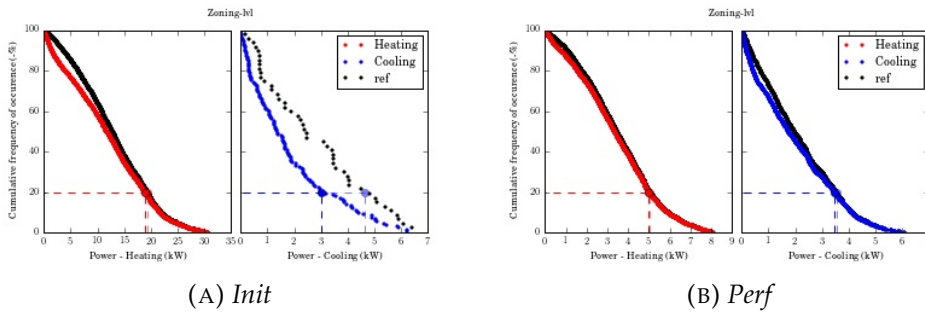 Zoning-lvl
Zoning-lvl
Cumulative frequency of occurence(-%)
100
80
60
40
20
0
0 5 10 15 20 25 30 35
Power - Heating (kW)
Heating
Cooling
ref
0 1 2 3 4 5 6 7
Power - Cooling (kW)
Cumulative frequency of occurence(-%)
100
80
60
40
20
0
0 1 2 3 4 5 6 7 8 9
Power - Heating (kW)
Heating
Cooling
ref
0 1 2 3 4 5 6
Power - Cooling (kW)
(A) Init
(B) Perf